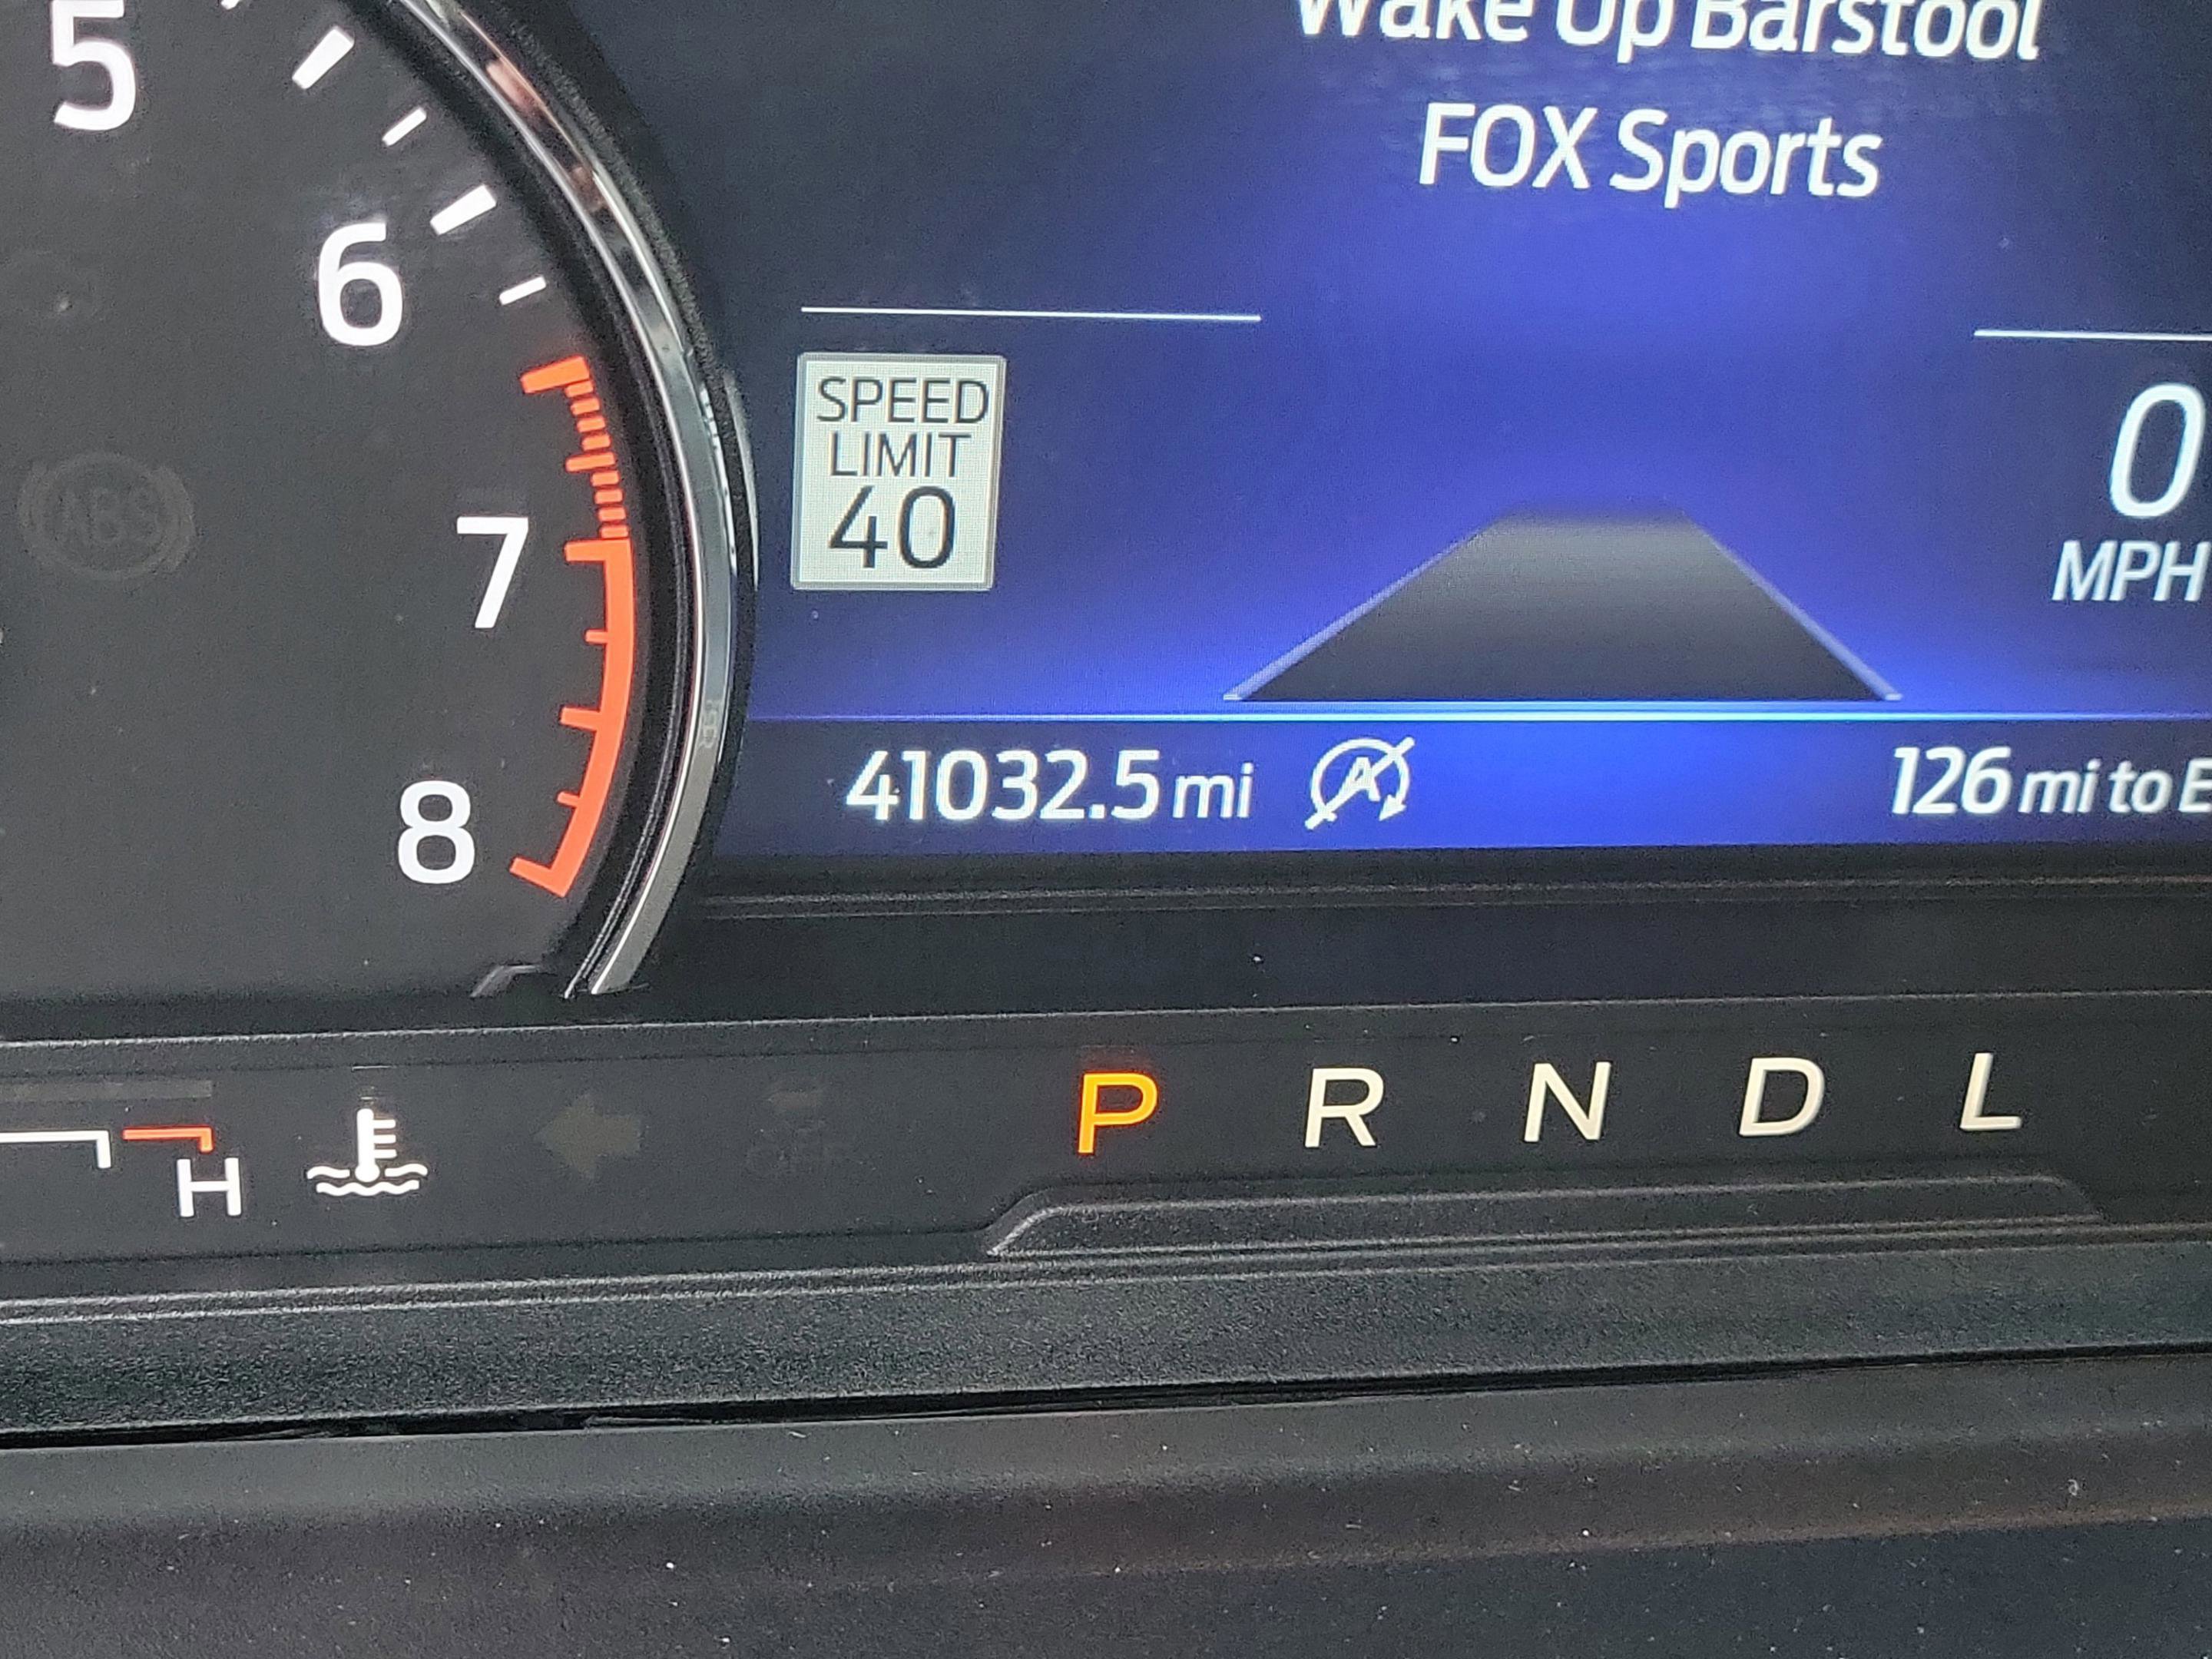 Wake Up Barstool
FOX Sports
5
6
7
8
SPEED
LIMIT
40
0
MPH
ABS
41032.5 mi
A
126 mi to E
H
P R N D L